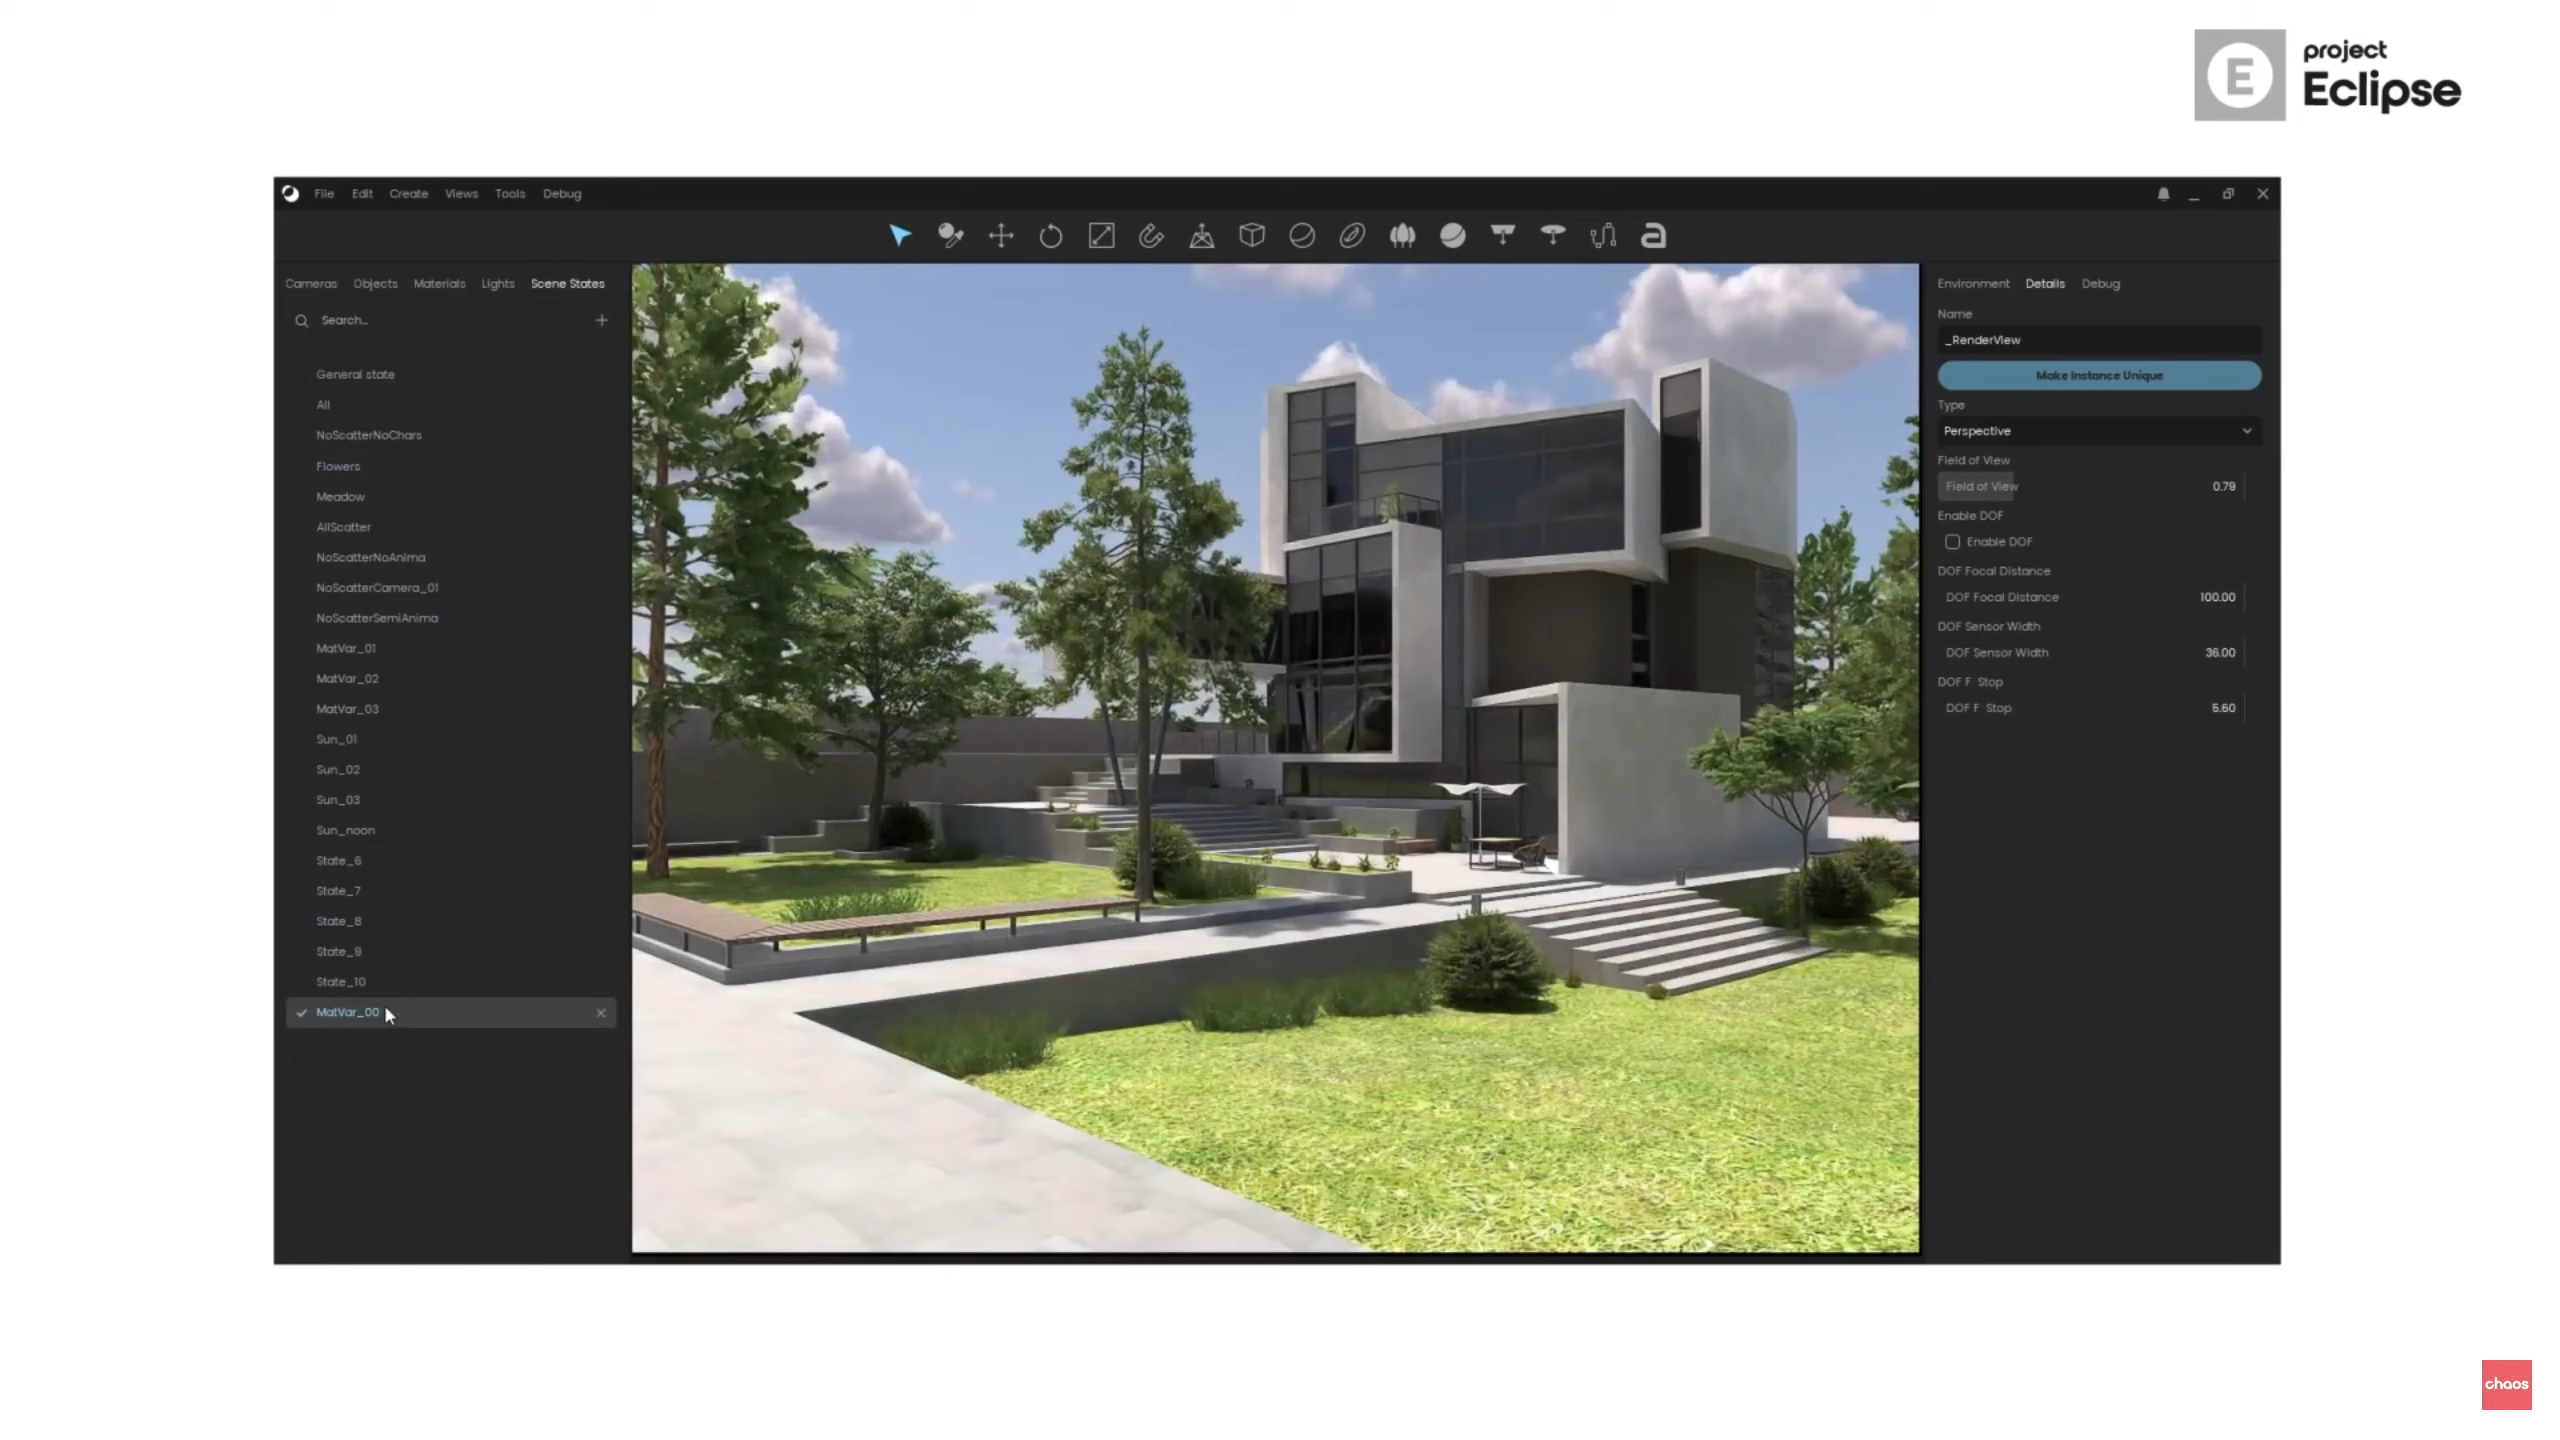 project
Eclipse
File Edit Create Views Tools Debug
Cameras Objects Materials Lights Scene States
Search...
General state
All
NoScatterNoChars
Flowers
Meadow
AllScatter
NoScatterNoAnima
NoScatterCamera_01
NoScatterSemiAnima
MatVar_01
MatVar_02
MatVar_03
Sun_01
Sun_02
Sun_03
Sun_noon
State_6
State_7
State_8
State_9
State_10
MatVar_00
Environment Details Debug
Name
_RenderView
Make Instance Unique
Type
Perspective
Field of View
Field of View 0.79
Enable DOF
Enable DOF
DOF Focal Distance
DOF Focal Distance 100.00
DOF Sensor Width
DOF Sensor Width 36.00
DOF F Stop
DOF F Stop 5.60
chaos